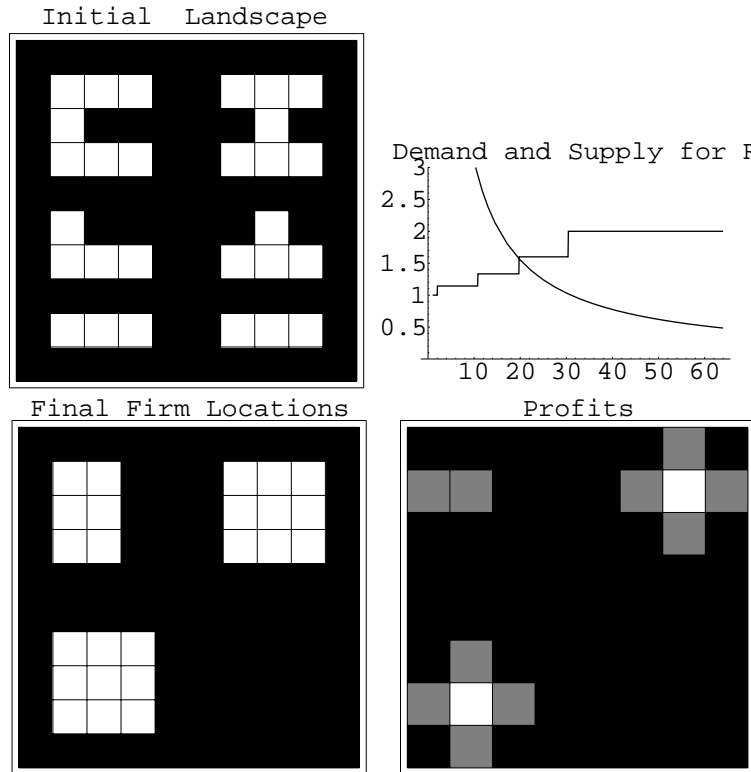 Initial Landscape
Demand and Supply for R
3
2.5
2
1.5
1
0.5
10 20 30 40 50 60
Final Firm Locations
Profits